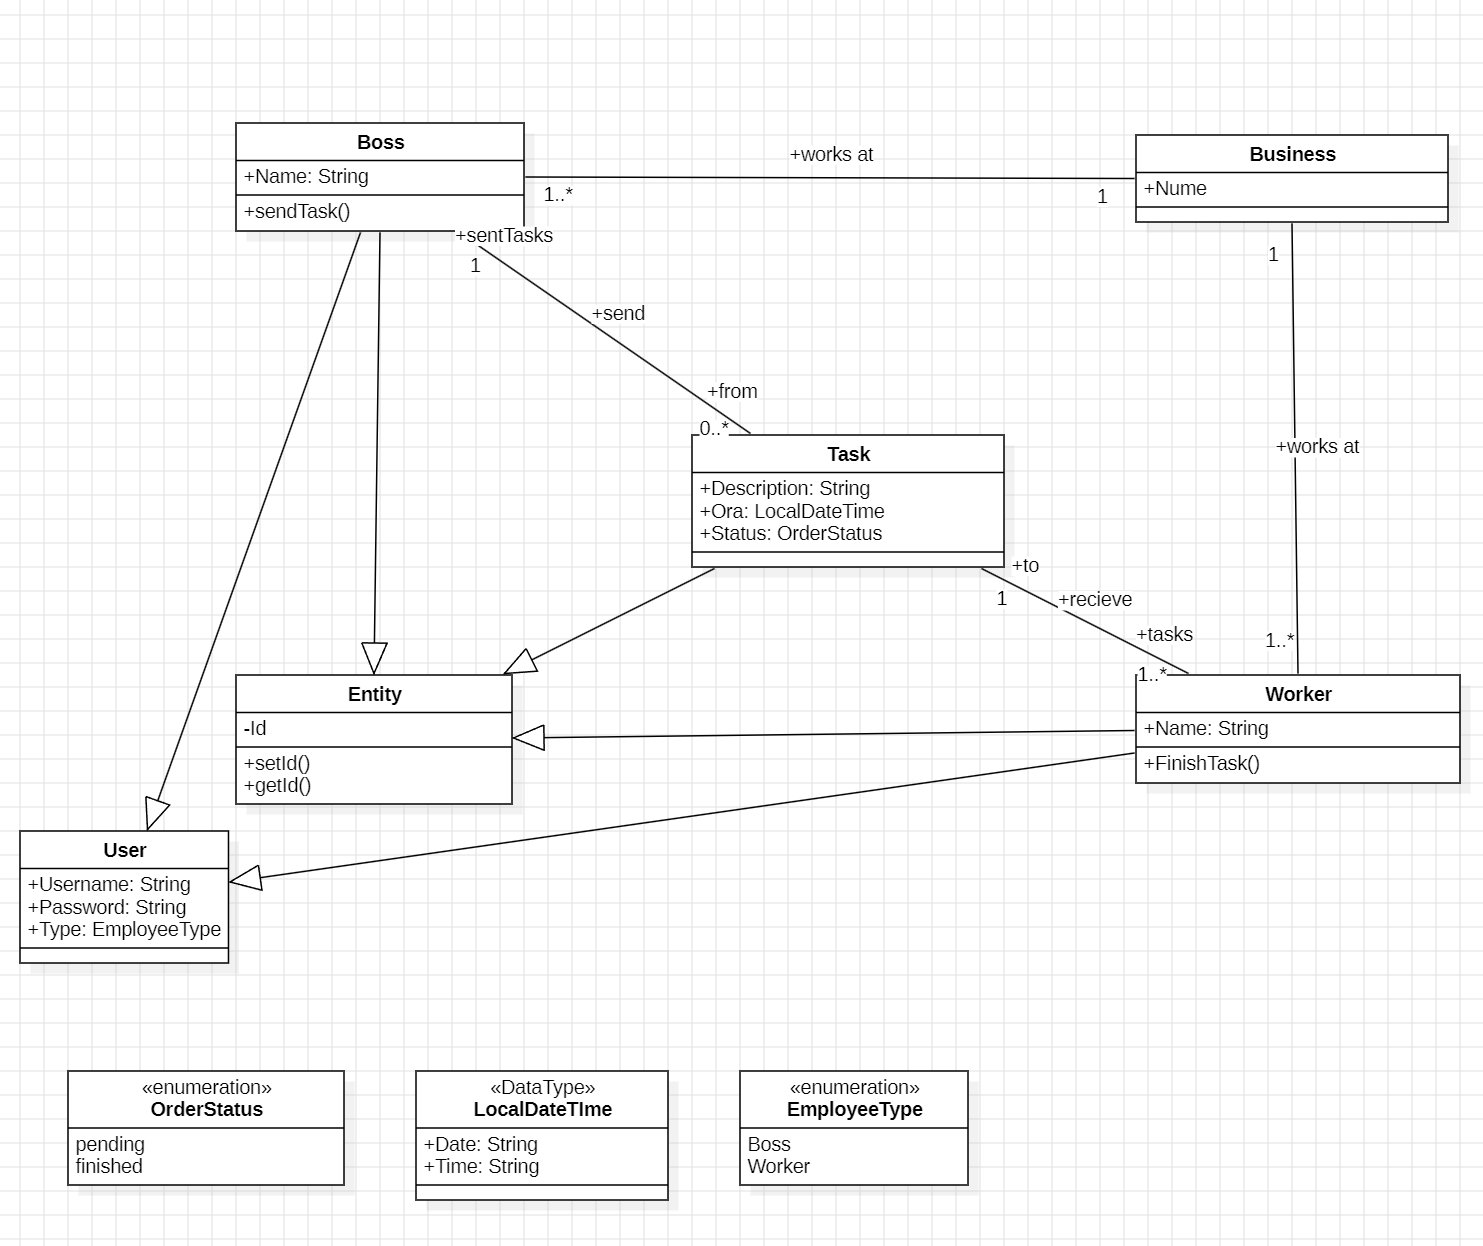 Boss
+Name: String
+sendTask()
+works at
1..*
1
Business
+Nume
+sentTasks
1
+send
+from
0..*
1
+works at
1..*
Task
+Description: String
+Ora: LocalDateTime
+Status: OrderStatus
+to
1
+recieve
+tasks
1..*
Entity
-Id
+setId()
+getId()
Worker
+Name: String
+FinishTask()
User
+Username: String
+Password: String
+Type: EmployeeType
«enumeration»
OrderStatus
pending
finished
«DataType»
LocalDateTIme
+Date: String
+Time: String
«enumeration»
EmployeeType
Boss
Worker